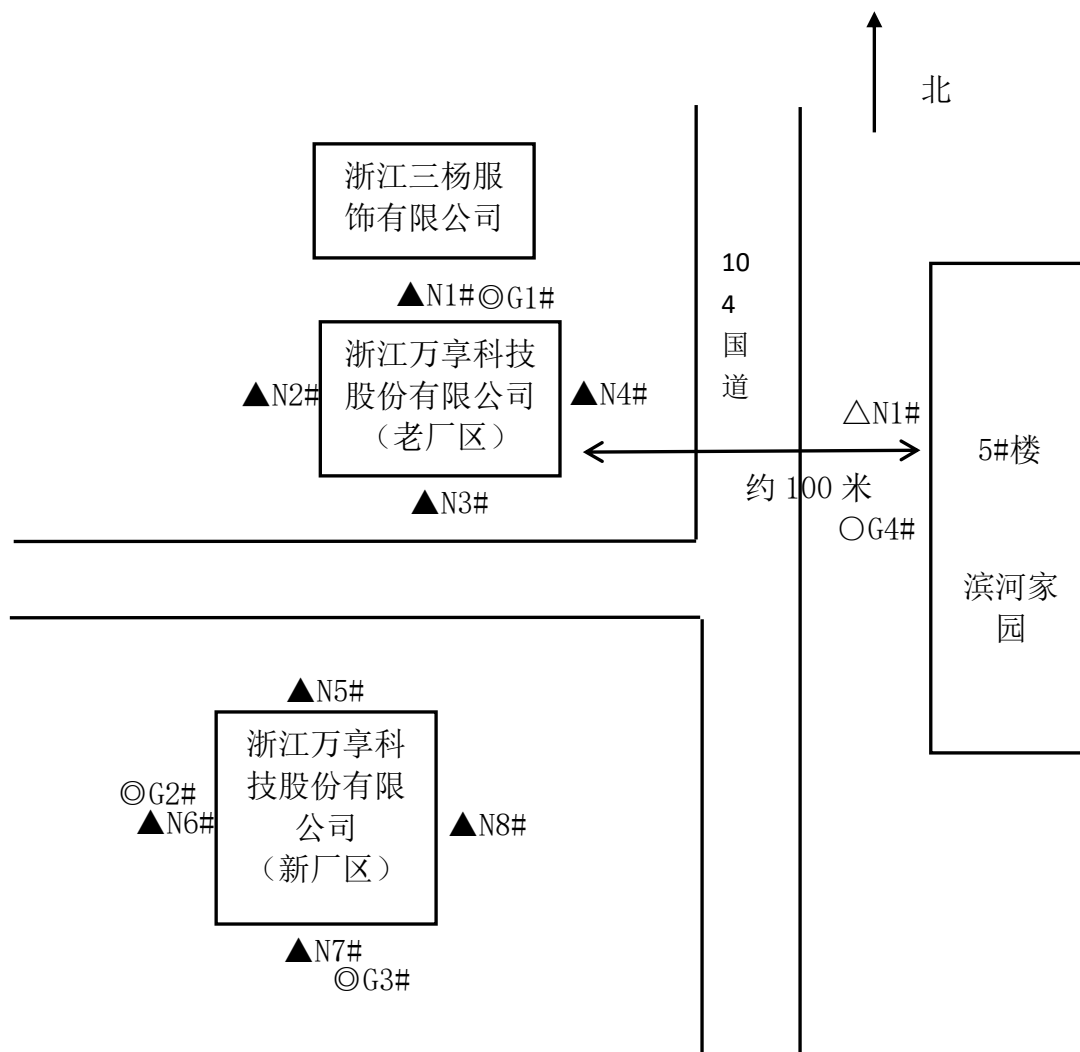 北
浙江三杨服
饰有限公司
▲N1#◎G1#
浙江万享科技
股份有限公司
（老厂区）
▲N2#
▲N4#
▲N3#
10
4
国
道
△N1#
5#楼
约 100 米
○G4#
滨河家
园
▲N5#
浙江万享科
技股份有限
公司
（新厂区）
◎G2#
▲N6#
▲N8#
▲N7#
◎G3#